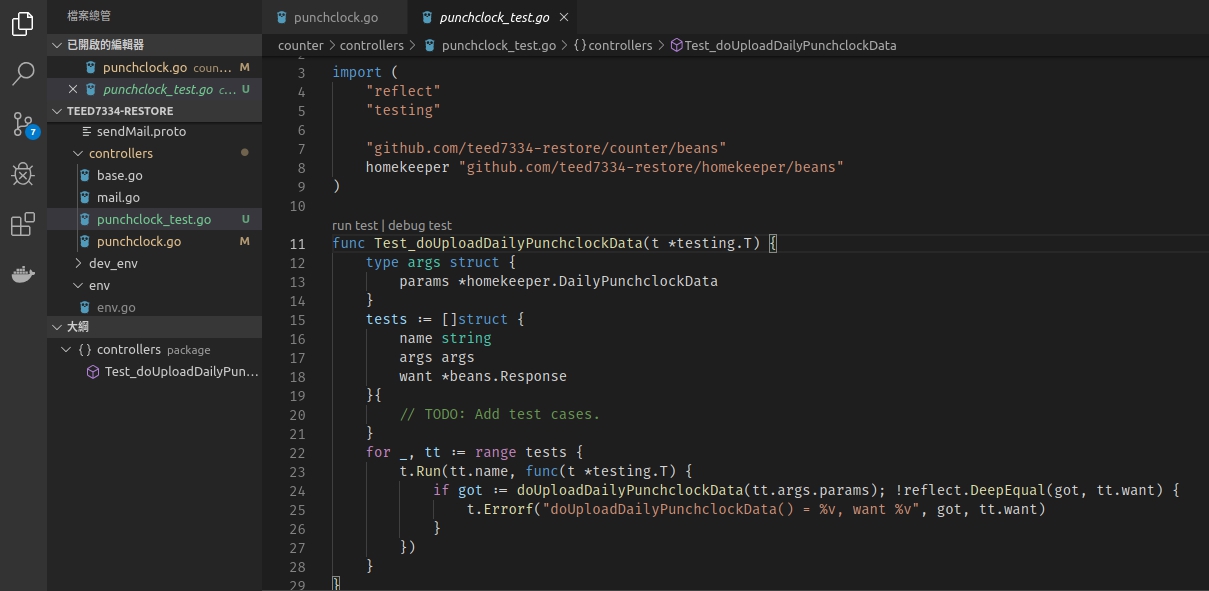 檔案總管
已開啟的編輯器
punchclock.go coun... M
punchclock_test.go c... U
TEED7334-RESTORE
sendMail.proto
controllers
base.go
mail.go
punchclock_test.go U
punchclock.go M
dev_env
env
env.go
大綱
{} controllers package
Test_doUploadDailyPun...
7
punchclock.go
punchclock_test.go ×
counter > controllers > punchclock_test.go > {} controllers > Test_doUploadDailyPunchclockData
3 import (
4 "reflect"
5 "testing"
6
7 "github.com/teed7334-restore/counter/beans"
8 homekeeper "github.com/teed7334-restore/homekeeper/beans"
9 )
10
run test | debug test
11 func Test_doUploadDailyPunchclockData(t *testing.T) {
12 type args struct {
13 params *homekeeper.DailyPunchclockData
14 }
15 tests := []struct {
16 name string
17 args args
18 want *beans.Response
19 }{
20 // TODO: Add test cases.
21 }
22 for _, tt := range tests {
23 t.Run(tt.name, func(t *testing.T) {
24 if got := doUploadDailyPunchclockData(tt.args.params); !reflect.DeepEqual(got, tt.want) {
25 t.Errorf("doUploadDailyPunchclockData() = %v, want %v", got, tt.want)
26 }
27 })
28 }
29 }